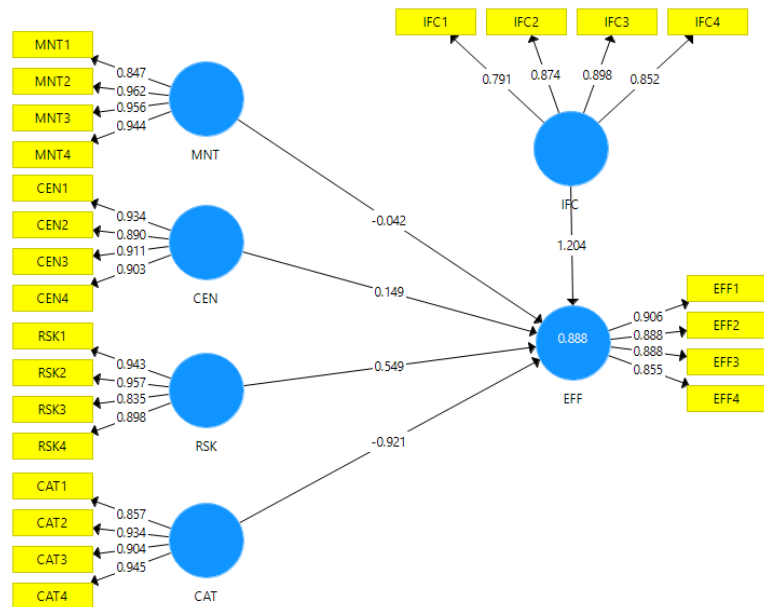 IFC1 IFC2 IFC3 IFC4
0.791 0.874 0.898 0.852
IFC
1.204
MNT1
MNT2
MNT3
MNT4
0.847
0.962
0.956
0.944
MNT
-0.042
CEN1
CEN2
CEN3
CEN4
0.934
0.890
0.911
0.903
CEN
0.149
RSK1
RSK2
RSK3
RSK4
0.943
0.957
0.835
0.898
RSK
0.549
CAT1
CAT2
CAT3
CAT4
0.857
0.934
0.904
0.945
CAT
-0.921
0.888
EFF
0.906
0.888
0.888
0.855
EFF1
EFF2
EFF3
EFF4